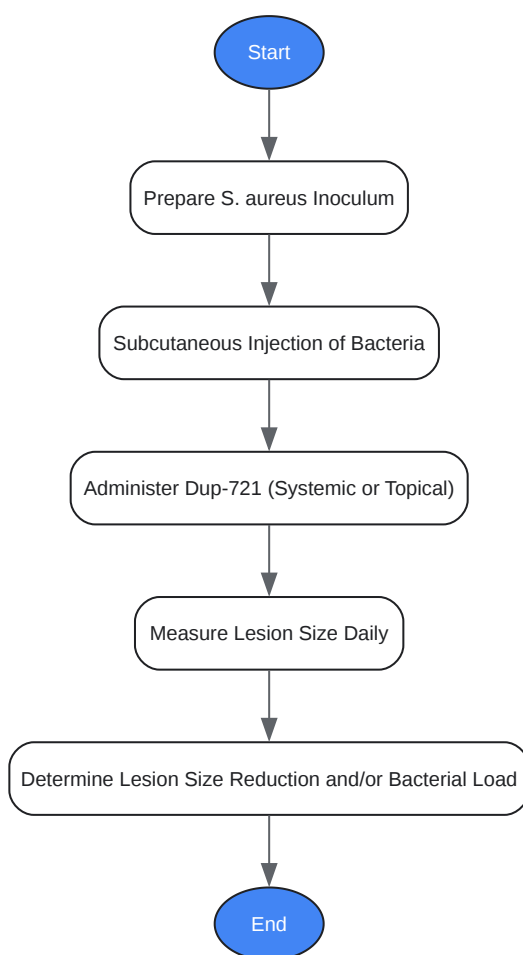 Start
Prepare S. aureus Inoculum
Subcutaneous Injection of Bacteria
Administer Dup-721 (Systemic or Topical)
Measure Lesion Size Daily
Determine Lesion Size Reduction and/or Bacterial Load
End